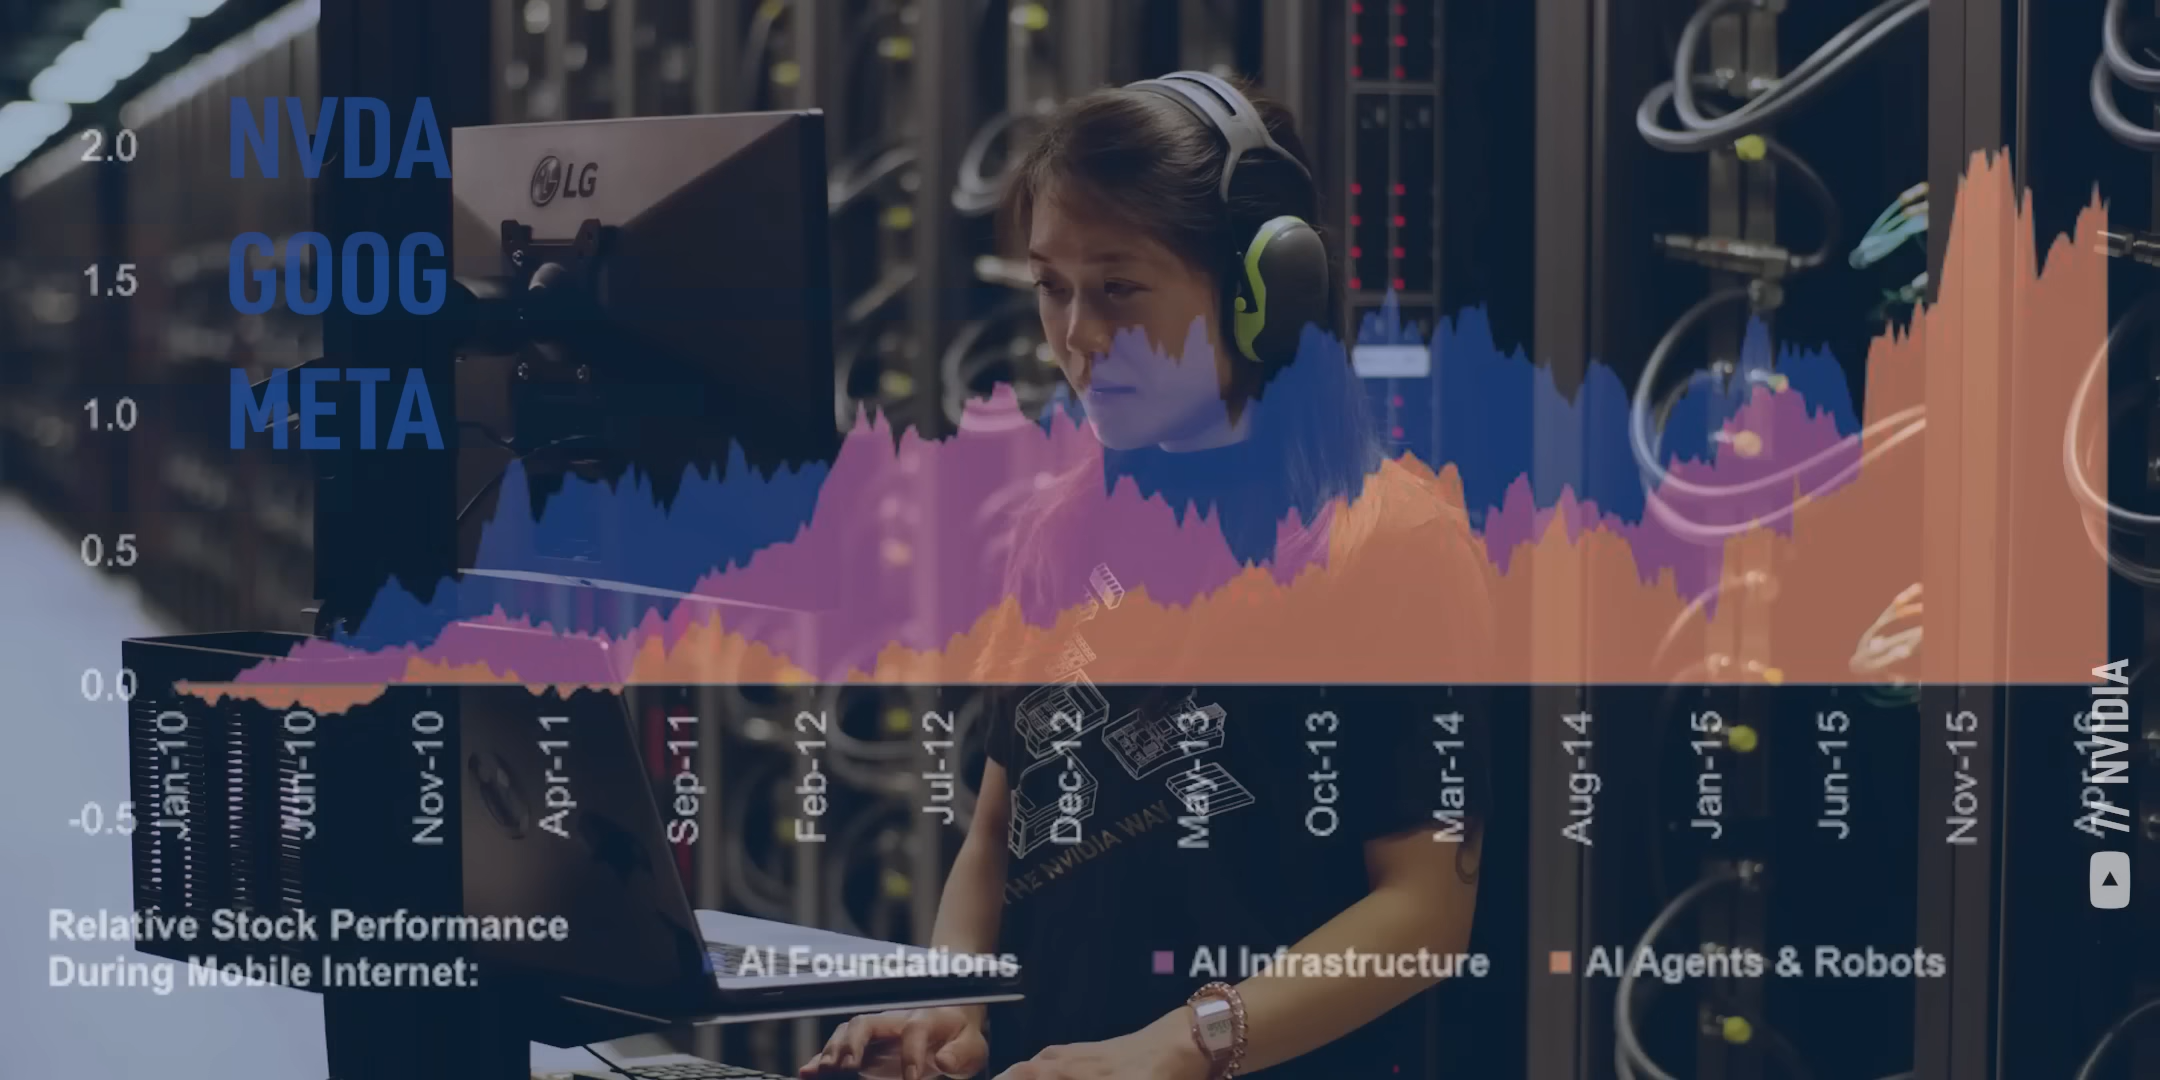 NVDA
GOOG
META
LG
2.0
1.5
1.0
0.5
0.0
-0.5
Jan-10
Jun-10
Nov-10
Apr-11
Sep-11
Feb-12
Jul-12
Dec-12
May-13
Oct-13
Mar-14
Aug-14
Jan-15
Jun-15
Nov-15
Apr-16
THE NVIDIA WAY
// NVIDIA
Relative Stock Performance
During Mobile Internet:
AI Foundations
AI Infrastructure
AI Agents & Robots